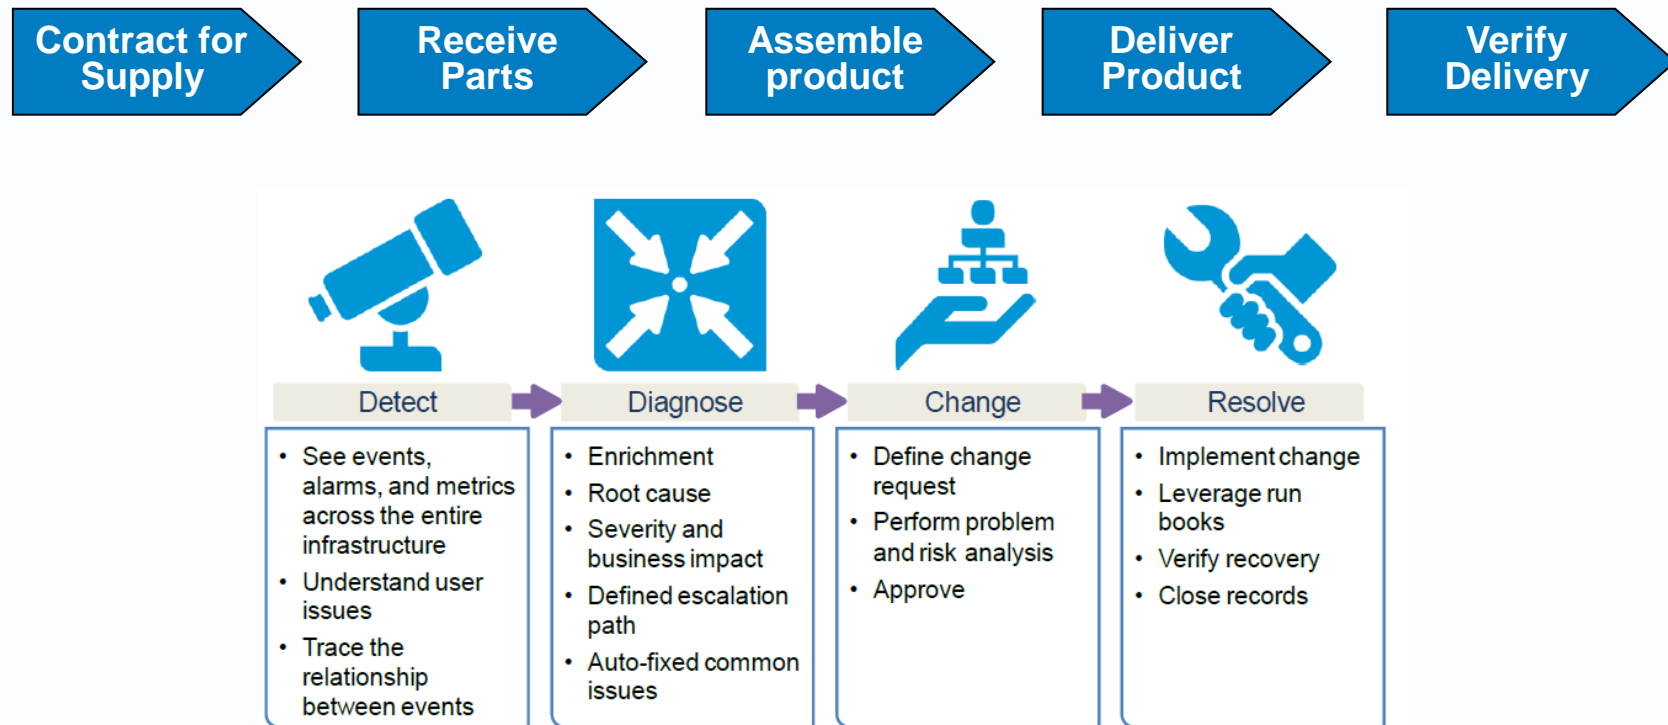 Contract for
Supply
Receive
Parts
Assemble
product
Deliver
Product
Verify
Delivery
Detect
Diagnose
Change
Resolve
• See events,
alarms, and metrics
across the entire
infrastructure
• Understand user
issues
• Trace the
relationship
between events
• Enrichment
• Root cause
• Severity and
business impact
• Defined escalation
path
• Auto-fixed common
issues
• Define change
request
• Perform problem
and risk analysis
• Approve
• Implement change
• Leverage run
books
• Verify recovery
• Close records